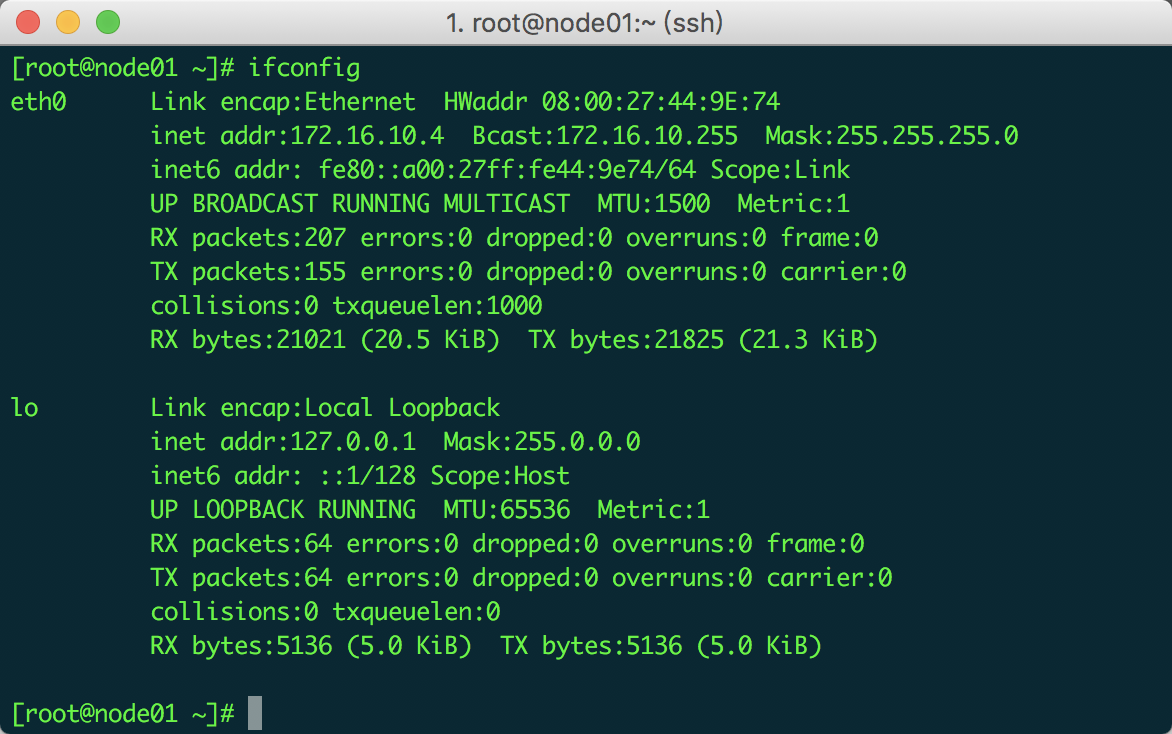 1. root@node01:~ (ssh)
[root@node01 ~]# ifconfig
eth0      Link encap:Ethernet  HWaddr 08:00:27:44:9E:74
          inet addr:172.16.10.4  Bcast:172.16.10.255  Mask:255.255.255.0
          inet6 addr: fe80::a00:27ff:fe44:9e74/64 Scope:Link
          UP BROADCAST RUNNING MULTICAST  MTU:1500  Metric:1
          RX packets:207 errors:0 dropped:0 overruns:0 frame:0
          TX packets:155 errors:0 dropped:0 overruns:0 carrier:0
          collisions:0 txqueuelen:1000
          RX bytes:21021 (20.5 KiB)  TX bytes:21825 (21.3 KiB)

lo        Link encap:Local Loopback
          inet addr:127.0.0.1  Mask:255.0.0.0
          inet6 addr: ::1/128 Scope:Host
          UP LOOPBACK RUNNING  MTU:65536  Metric:1
          RX packets:64 errors:0 dropped:0 overruns:0 frame:0
          TX packets:64 errors:0 dropped:0 overruns:0 carrier:0
          collisions:0 txqueuelen:0
          RX bytes:5136 (5.0 KiB)  TX bytes:5136 (5.0 KiB)

[root@node01 ~]#